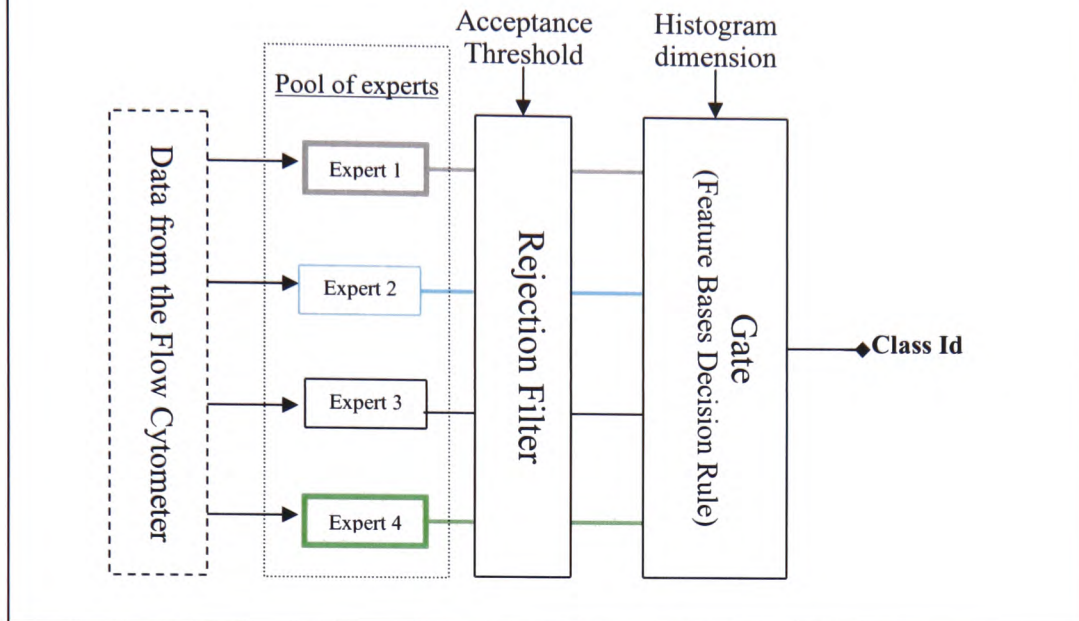 Acceptance
Threshold
Histogram
dimension
Pool of experts
Data from the Flow Cytometer
Expert 1
Expert 2
Expert 3
Expert 4
Rejection Filter
Gate
(Feature Bases Decision Rule)
Class Id